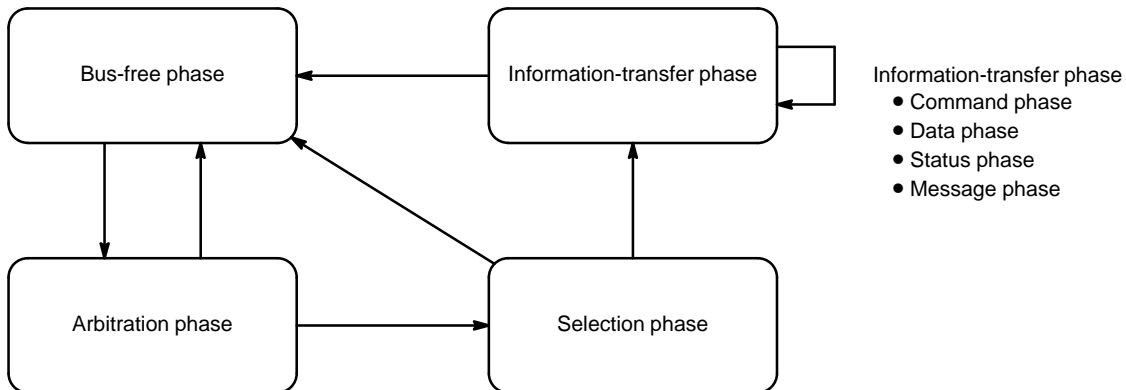 Bus-free phase
Information-transfer phase
Information-transfer phase
● Command phase
● Data phase
● Status phase
● Message phase
Arbitration phase
Selection phase